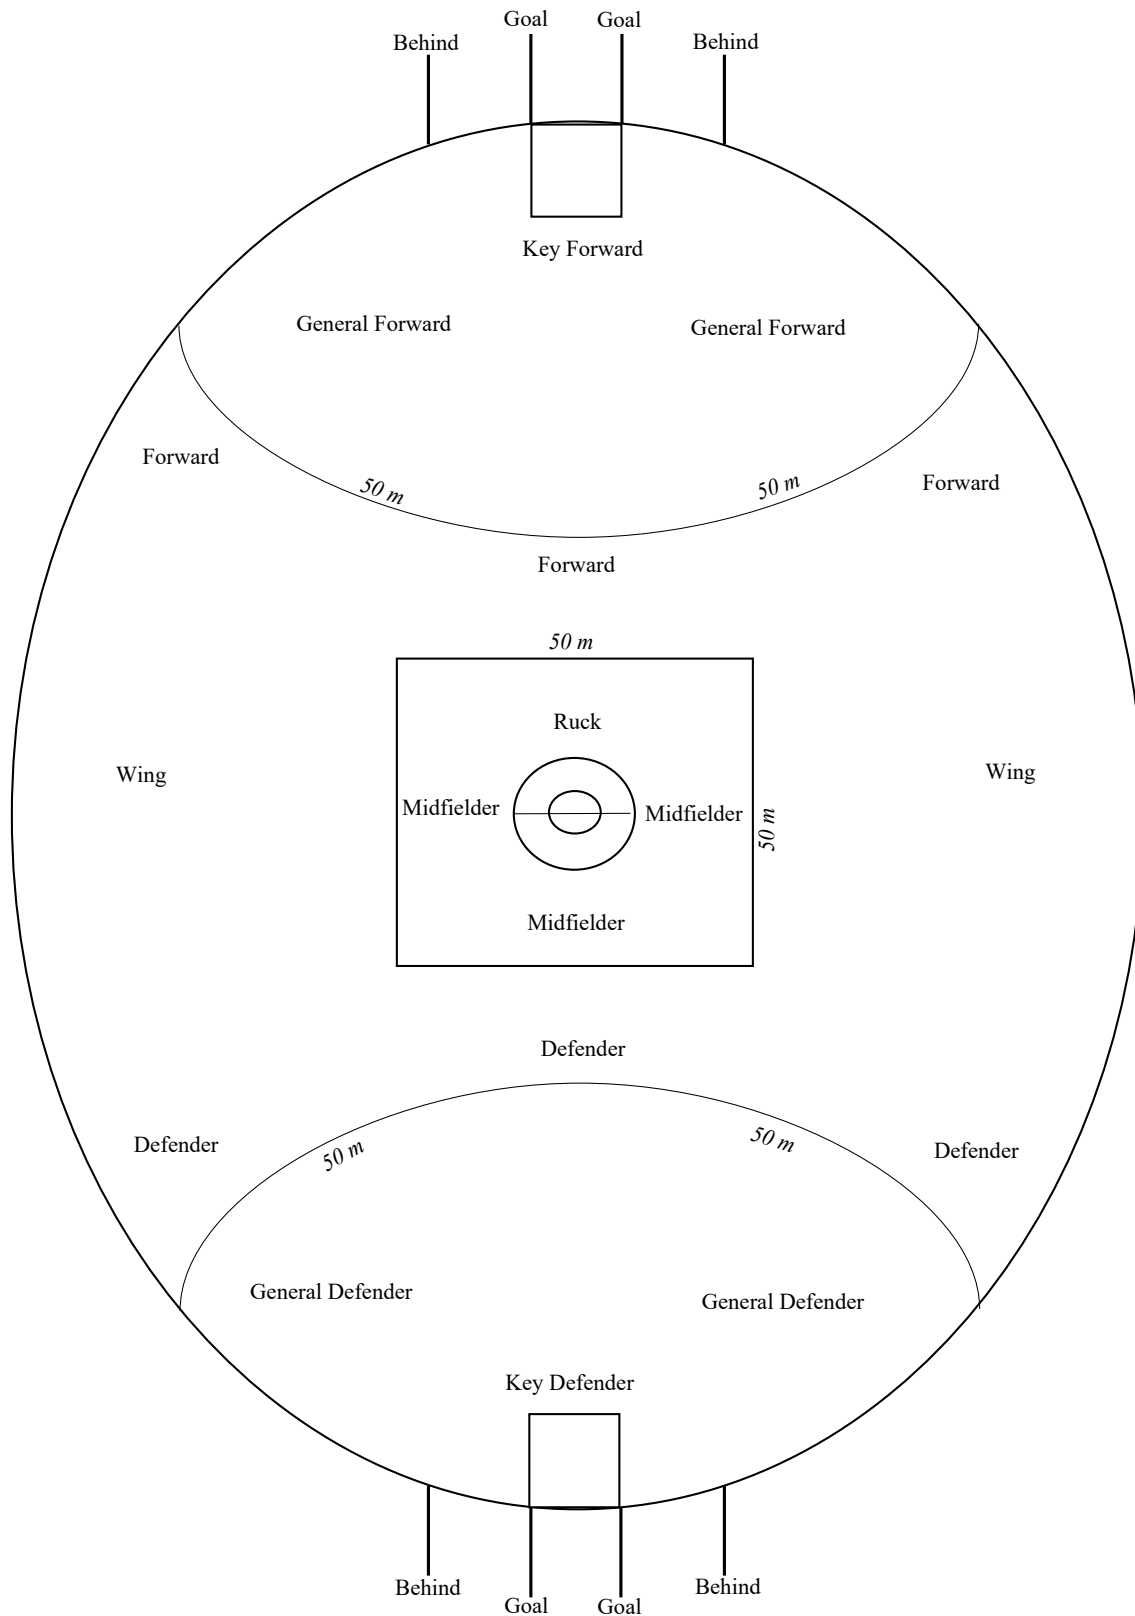 Goal Goal
Behind Behind
Key Forward
General Forward General Forward
Forward Forward
50 m 50 m
Forward
50 m
Ruck
Wing Wing
Midfielder Midfielder
50 m
Midfielder
Defender
Defender Defender
50 m 50 m
General Defender General Defender
Key Defender
Behind Behind
Goal Goal